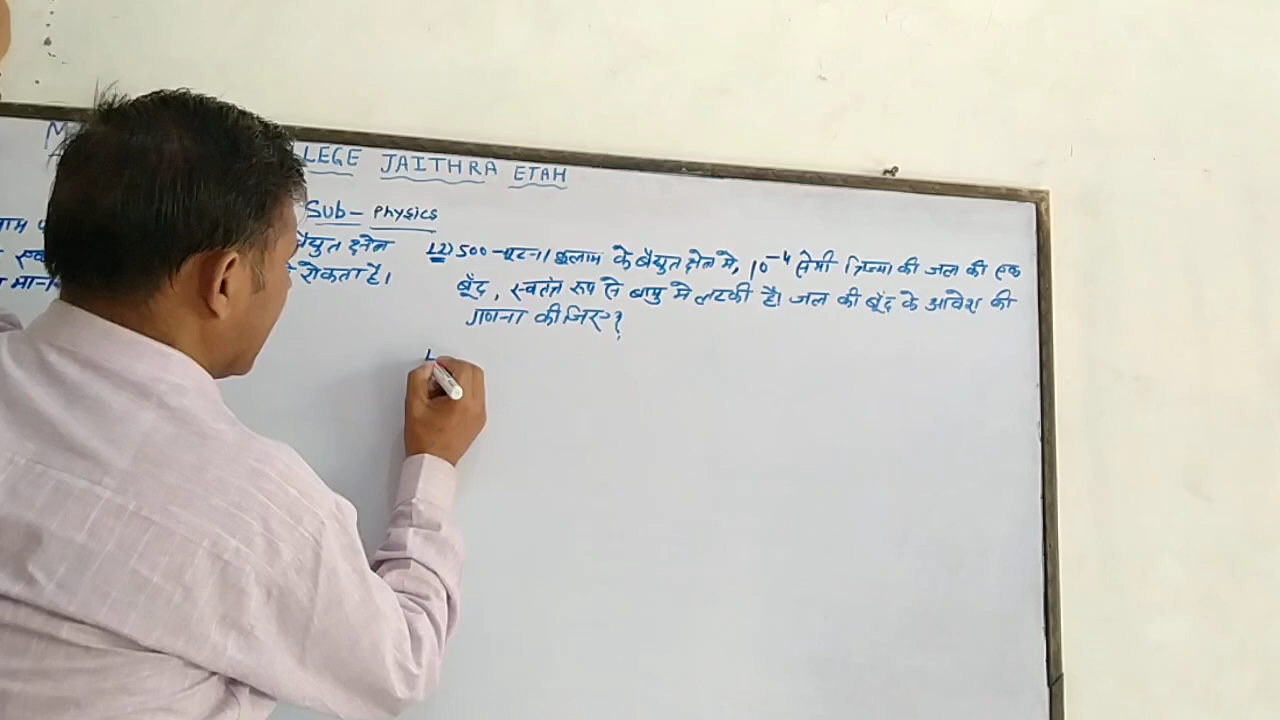 LEGE JAITHRA ETAH
Sub- Physics
वैद्युत क्षेत्र
रोकता है।
12) 500 न्यूटन/कुलाम के वैद्युत क्षेत्र मे, 10⁻⁴ सेमी त्रिज्या की जल की एक
बूँद, स्वतंत्र रूप से वायु मे लटकी है। जल की बूंद के आवेश की
गणना कीजिए?